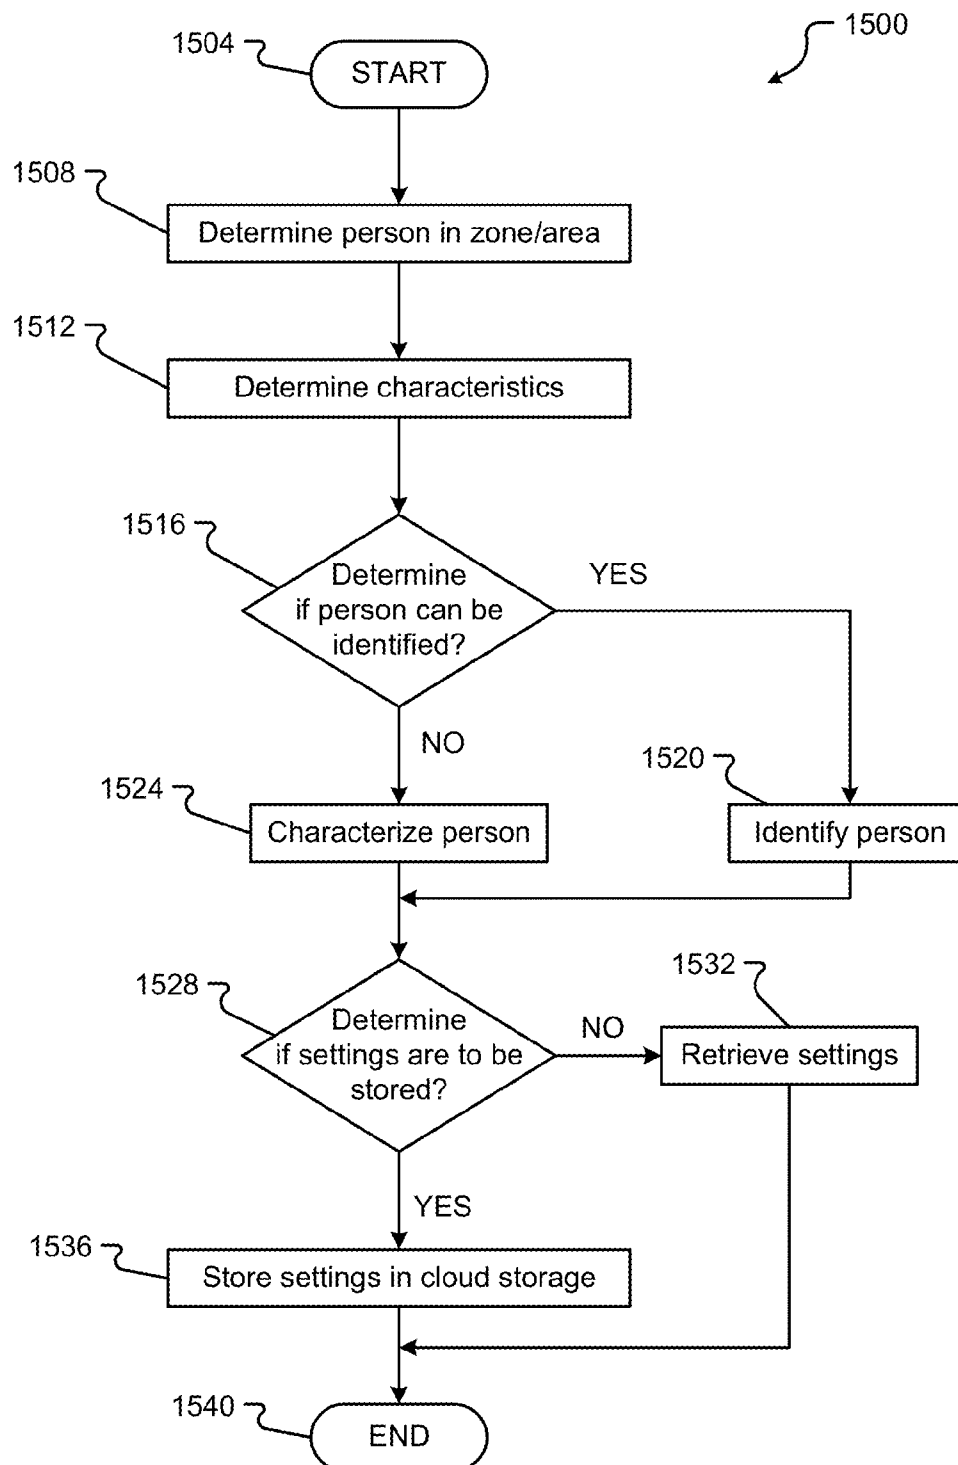 1500
1504
START
1508
Determine person in zone/area
1512
Determine characteristics
1516
Determine
if person can be
identified?
YES
NO
1520
1524
Characterize person
Identify person
1528
1532
Determine
if settings are to be
stored?
NO
Retrieve settings
YES
1536
Store settings in cloud storage
1540
END